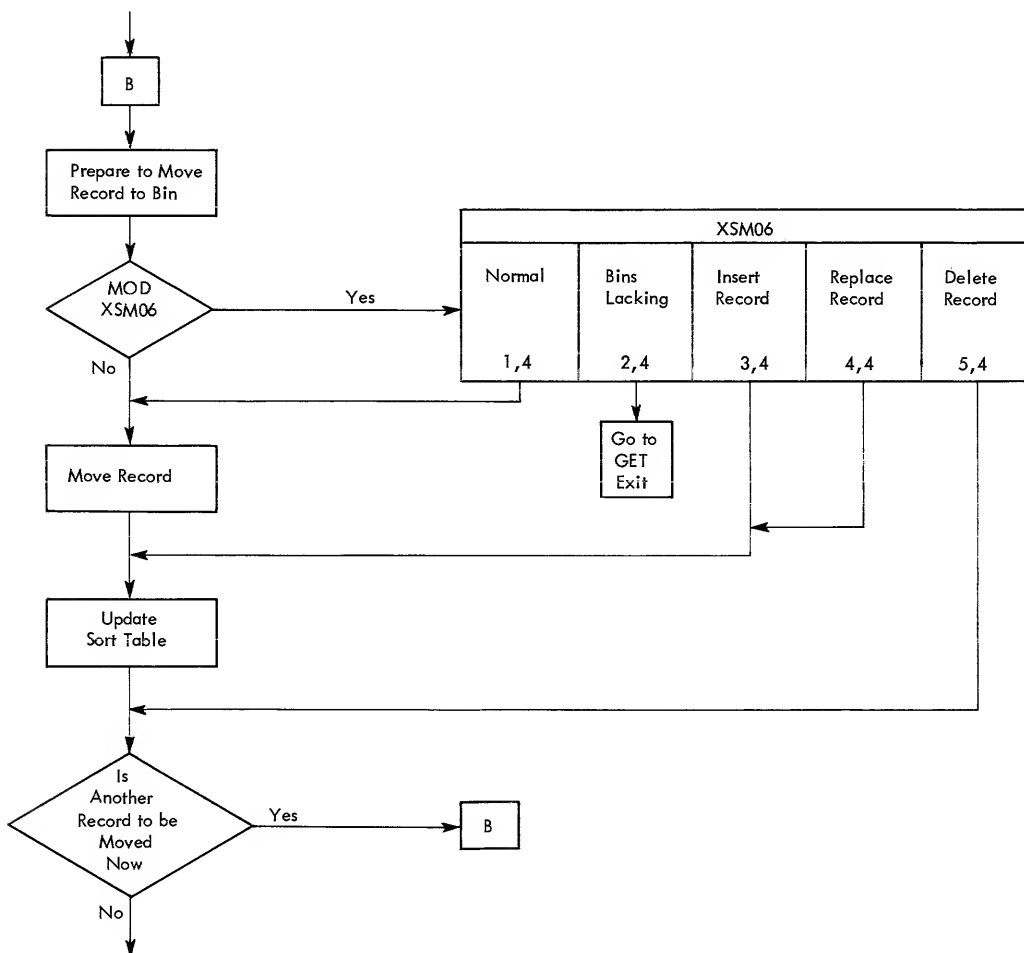 B
Prepare to Move
Record to Bin
MOD
XSM06
Yes
No
XSM06
Normal
1,4
Bins
Lacking
2,4
Insert
Record
3,4
Replace
Record
4,4
Delete
Record
5,4
Go to
GET
Exit
Move Record
Update
Sort Table
Is
Another
Record to be
Moved
Now
Yes
B
No